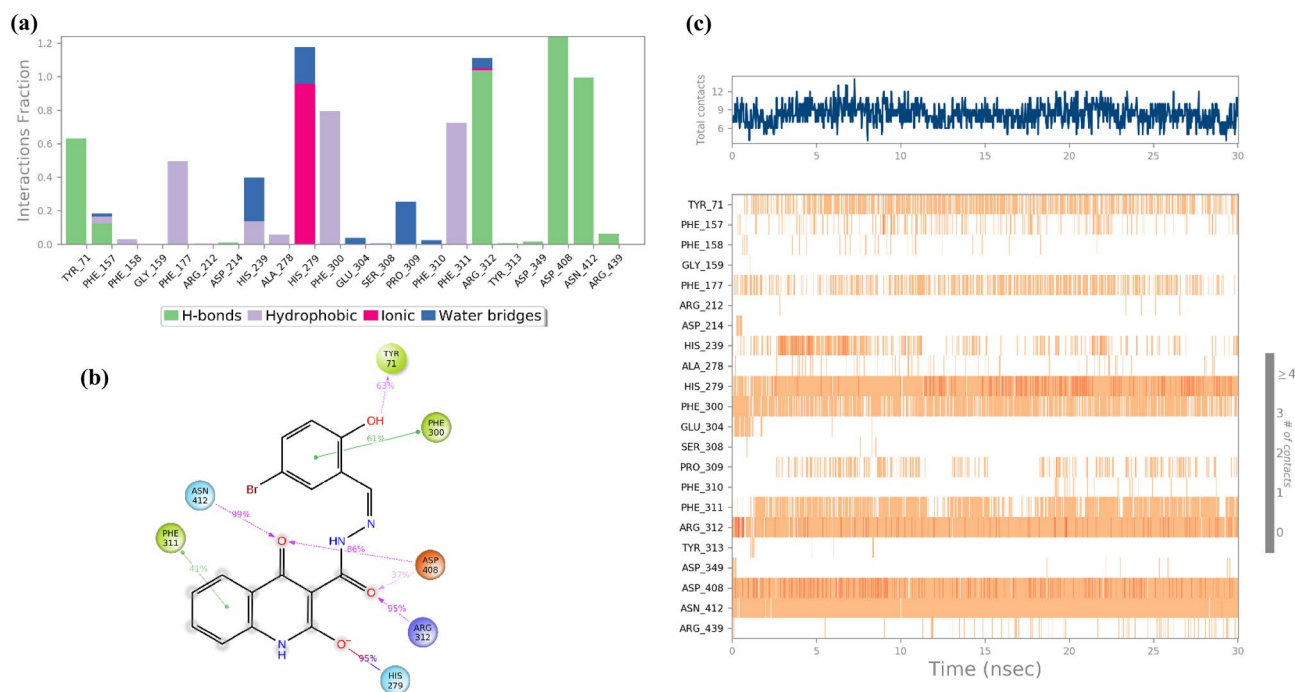 (a)
Interactions Fraction
1.2
1.0
0.8
0.6
0.4
0.2
0.0
TYR_71
PHE_157
PHE_158
GLY_159
PHE_177
ARG_212
ASP_214
HIS_239
ALA_278
HIS_279
PHE_300
GLU_304
SER_308
PRO_309
PHE_310
PHE_311
ARG_312
TYR_313
ASP_349
ASP_408
ASN_412
ARG_439
H-bonds Hydrophobic Ionic Water bridges
(b)
TYR
71
63%
OH
PHE
300
61%
Br
N
ASN
412
99%
HN
86%
PHE
311
41%
O
ASP
408
37%
O
95%
ARG
312
N
H
O⁻
95%
HIS
279
(c)
Total contacts
12
9
6
0 5 10 15 20 25 30
TYR_71
PHE_157
PHE_158
GLY_159
PHE_177
ARG_212
ASP_214
HIS_239
ALA_278
HIS_279
PHE_300
GLU_304
SER_308
PRO_309
PHE_310
PHE_311
ARG_312
TYR_313
ASP_349
ASP_408
ASN_412
ARG_439
0 5 10 15 20 25 30
Time (nsec)
≥4
3
2
1
0
# of contacts